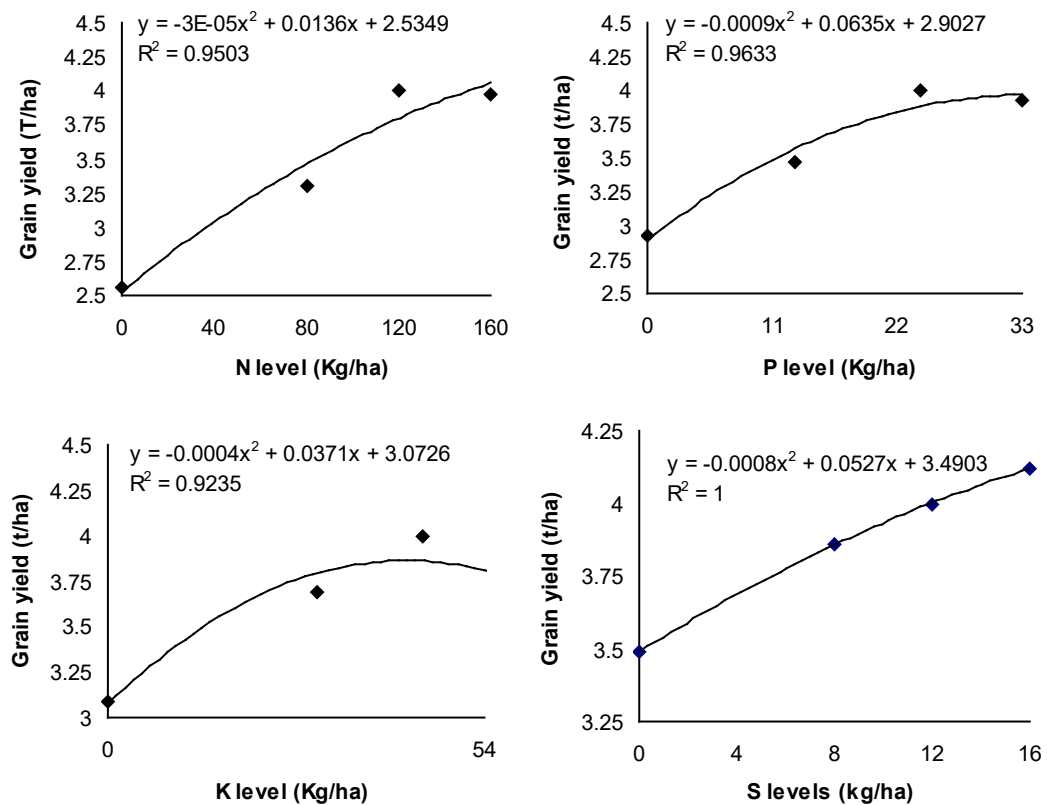 y = -3E-05x² + 0.0136x + 2.5349
R² = 0.9503
Grain yield (T/ha)
4.5
4.25
4
3.75
3.5
3.25
3
2.75
2.5
0 40 80 120 160
N level (Kg/ha)
y = -0.0009x² + 0.0635x + 2.9027
R² = 0.9633
Grain yield (t/ha)
4.5
4.25
4
3.75
3.5
3.25
3
2.75
2.5
0 11 22 33
P level (Kg/ha)
y = -0.0004x² + 0.0371x + 3.0726
R² = 0.9235
Grain yield (t/ha)
4.5
4.25
4
3.75
3.5
3.25
3
0 54
K level (Kg/ha)
y = -0.0008x² + 0.0527x + 3.4903
R² = 1
Grain yield (t/ha)
4.25
4
3.75
3.5
3.25
0 4 8 12 16
S levels (kg/ha)